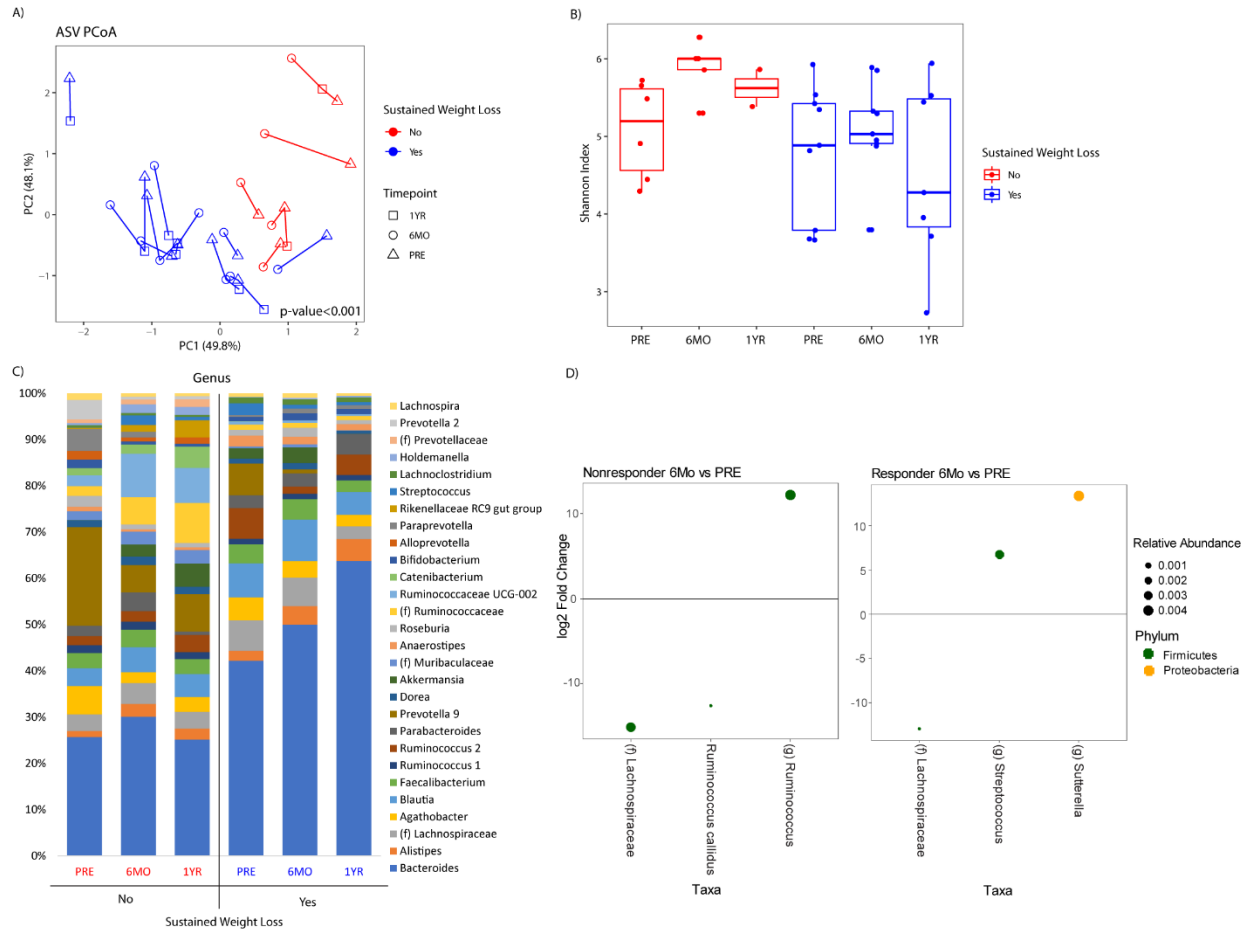 A)
ASV PCoA
PC2 (48.1%)
2
1
0
−1
−2
−1
0
1
2
PC1 (49.8%)
p-value<0.001
Sustained Weight Loss
No
Yes
Timepoint
1YR
6MO
PRE
B)
Shannon Index
6
5
4
3
PRE
6MO
1YR
PRE
6MO
1YR
Sustained Weight Loss
No
Yes
C)
Genus
100%
90%
80%
70%
60%
50%
40%
30%
20%
10%
0%
PRE
6MO
1YR
PRE
6MO
1YR
No
Yes
Sustained Weight Loss
Lachnospira
Prevotella 2
(f) Prevotellaceae
Holdemanella
Lachnoclostridium
Streptococcus
Rikenellaceae RC9 gut group
Paraprevotella
Alloprevotella
Bifidobacterium
Catenibacterium
Ruminococcaceae UCG-002
(f) Ruminococcaceae
Roseburia
Anaerostipes
(f) Muribaculaceae
Akkermansia
Dorea
Prevotella 9
Parabacteroides
Ruminococcus 2
Ruminococcus 1
Faecalibacterium
Blautia
Agathobacter
(f) Lachnospiraceae
Alistipes
Bacteroides
D)
Nonresponder 6Mo vs PRE
log2 Fold Change
10
0
-10
(f) Lachnospiraceae
Ruminococcus callidus
(g) Ruminococcus
Taxa
Responder 6Mo vs PRE
10
5
0
-5
-10
(f) Lachnospiraceae
(g) Streptococcus
(g) Sutterella
Taxa
Relative Abundance
0.001
0.002
0.003
0.004
Phylum
Firmicutes
Proteobacteria